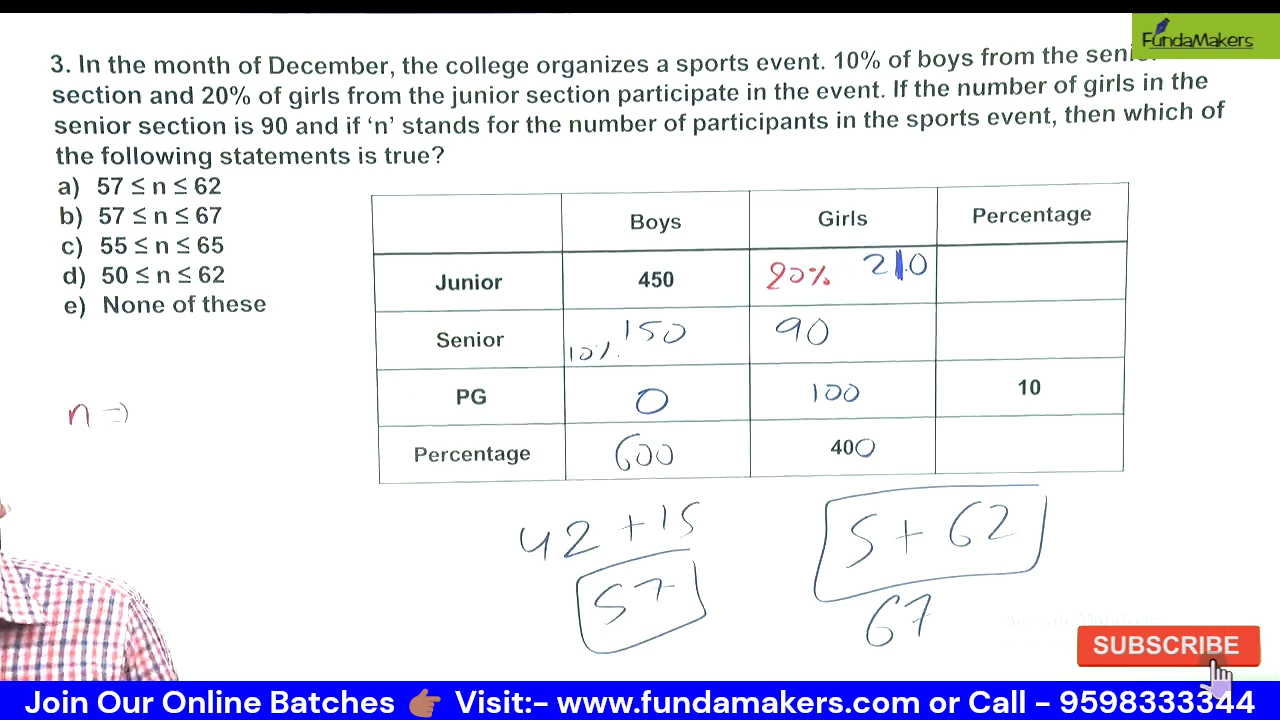 FundaMakers
3. In the month of December, the college organizes a sports event. 10% of boys from the seni
section and 20% of girls from the junior section participate in the event. If the number of girls in the
senior section is 90 and if ‘n’ stands for the number of participants in the sports event, then which of
the following statements is true?
a) 57 ≤ n ≤ 62
b) 57 ≤ n ≤ 67
c) 55 ≤ n ≤ 65
d) 50 ≤ n ≤ 62
e) None of these
Boys Girls Percentage
Junior 450 20% 210
Senior 10% 150 90
PG 0 100 10
Percentage 600 400
n =>
42 + 15
57
5 + 62
67
SUBSCRIBE
Join Our Online Batches Visit:- www.fundamakers.com or Call - 9598333344